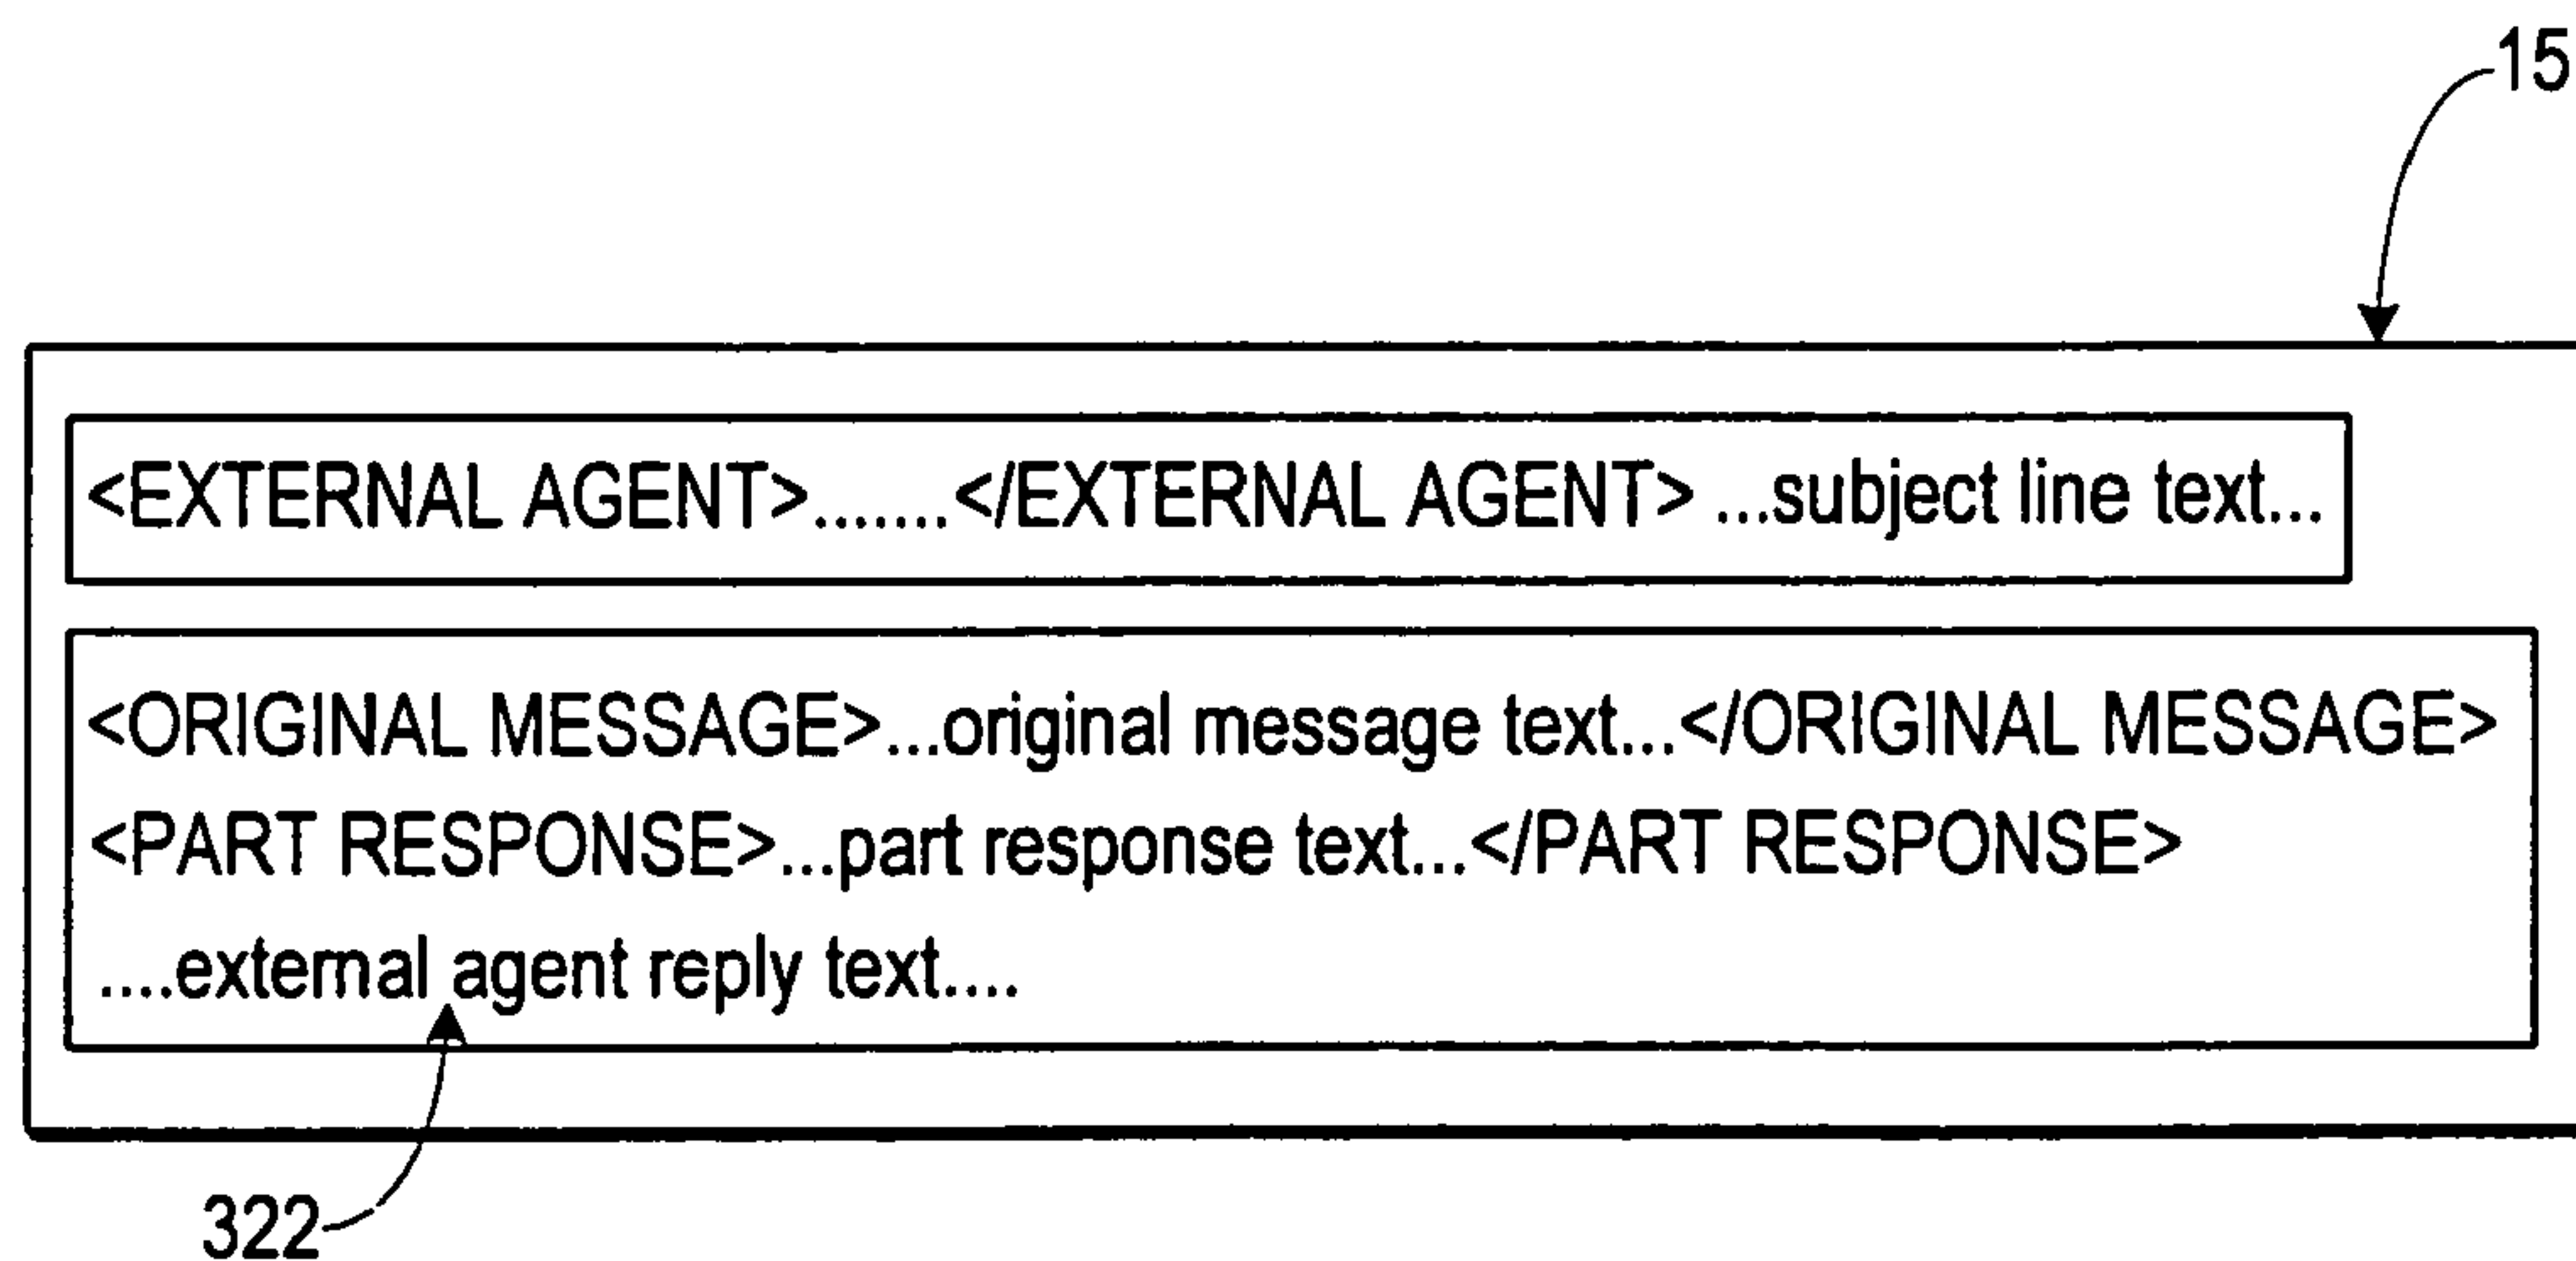 15
<EXTERNAL AGENT>.......</EXTERNAL AGENT> ...subject line text...
<ORIGINAL MESSAGE>...original message text...</ORIGINAL MESSAGE>
<PART RESPONSE>...part response text...</PART RESPONSE>
....external agent reply text....
322